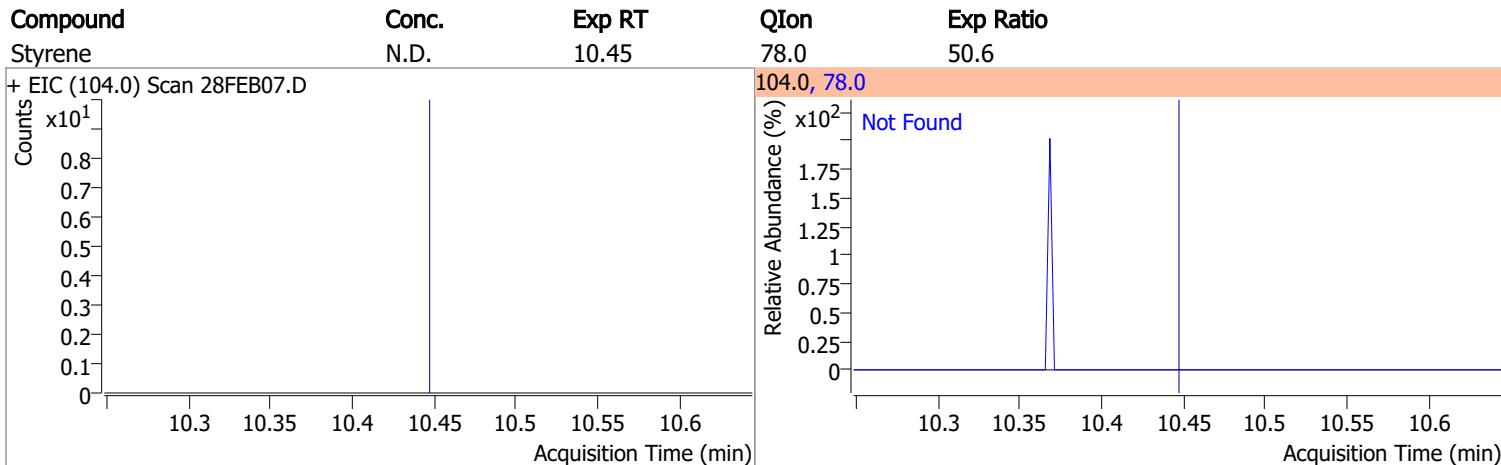 Compound Conc. Exp RT QIon Exp Ratio
Styrene N.D. 10.45 78.0 50.6
+ EIC (104.0) Scan 28FEB07.D
Counts
x10¹
0.8
0.7
0.6
0.5
0.4
0.3
0.2
0.1
0
10.3 10.35 10.4 10.45 10.5 10.55 10.6
Acquisition Time (min)
104.0, 78.0
Relative Abundance (%)
x10²
Not Found
1.75
1.5
1.25
1
0.75
0.5
0.25
0
10.3 10.35 10.4 10.45 10.5 10.55 10.6
Acquisition Time (min)